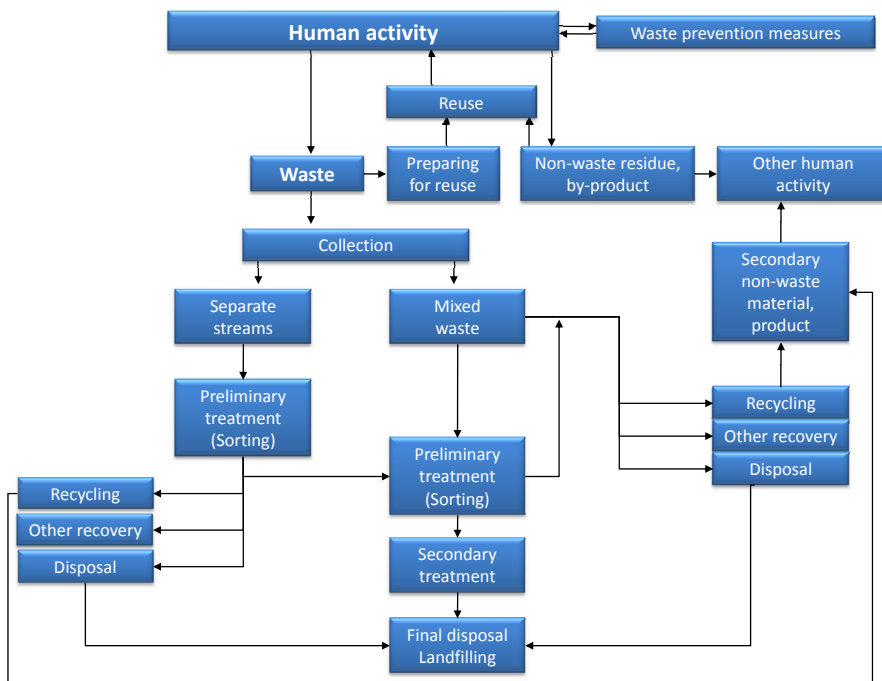 Human activity
Waste prevention measures
Reuse
Waste
Preparing
for reuse
Non-waste residue,
by-product
Other human
activity
Collection
Secondary
non-waste
material,
product
Separate
streams
Mixed
waste
Preliminary
treatment
(Sorting)
Recycling
Other recovery
Disposal
Preliminary
treatment
(Sorting)
Recycling
Other recovery
Disposal
Secondary
treatment
Final disposal
Landfilling